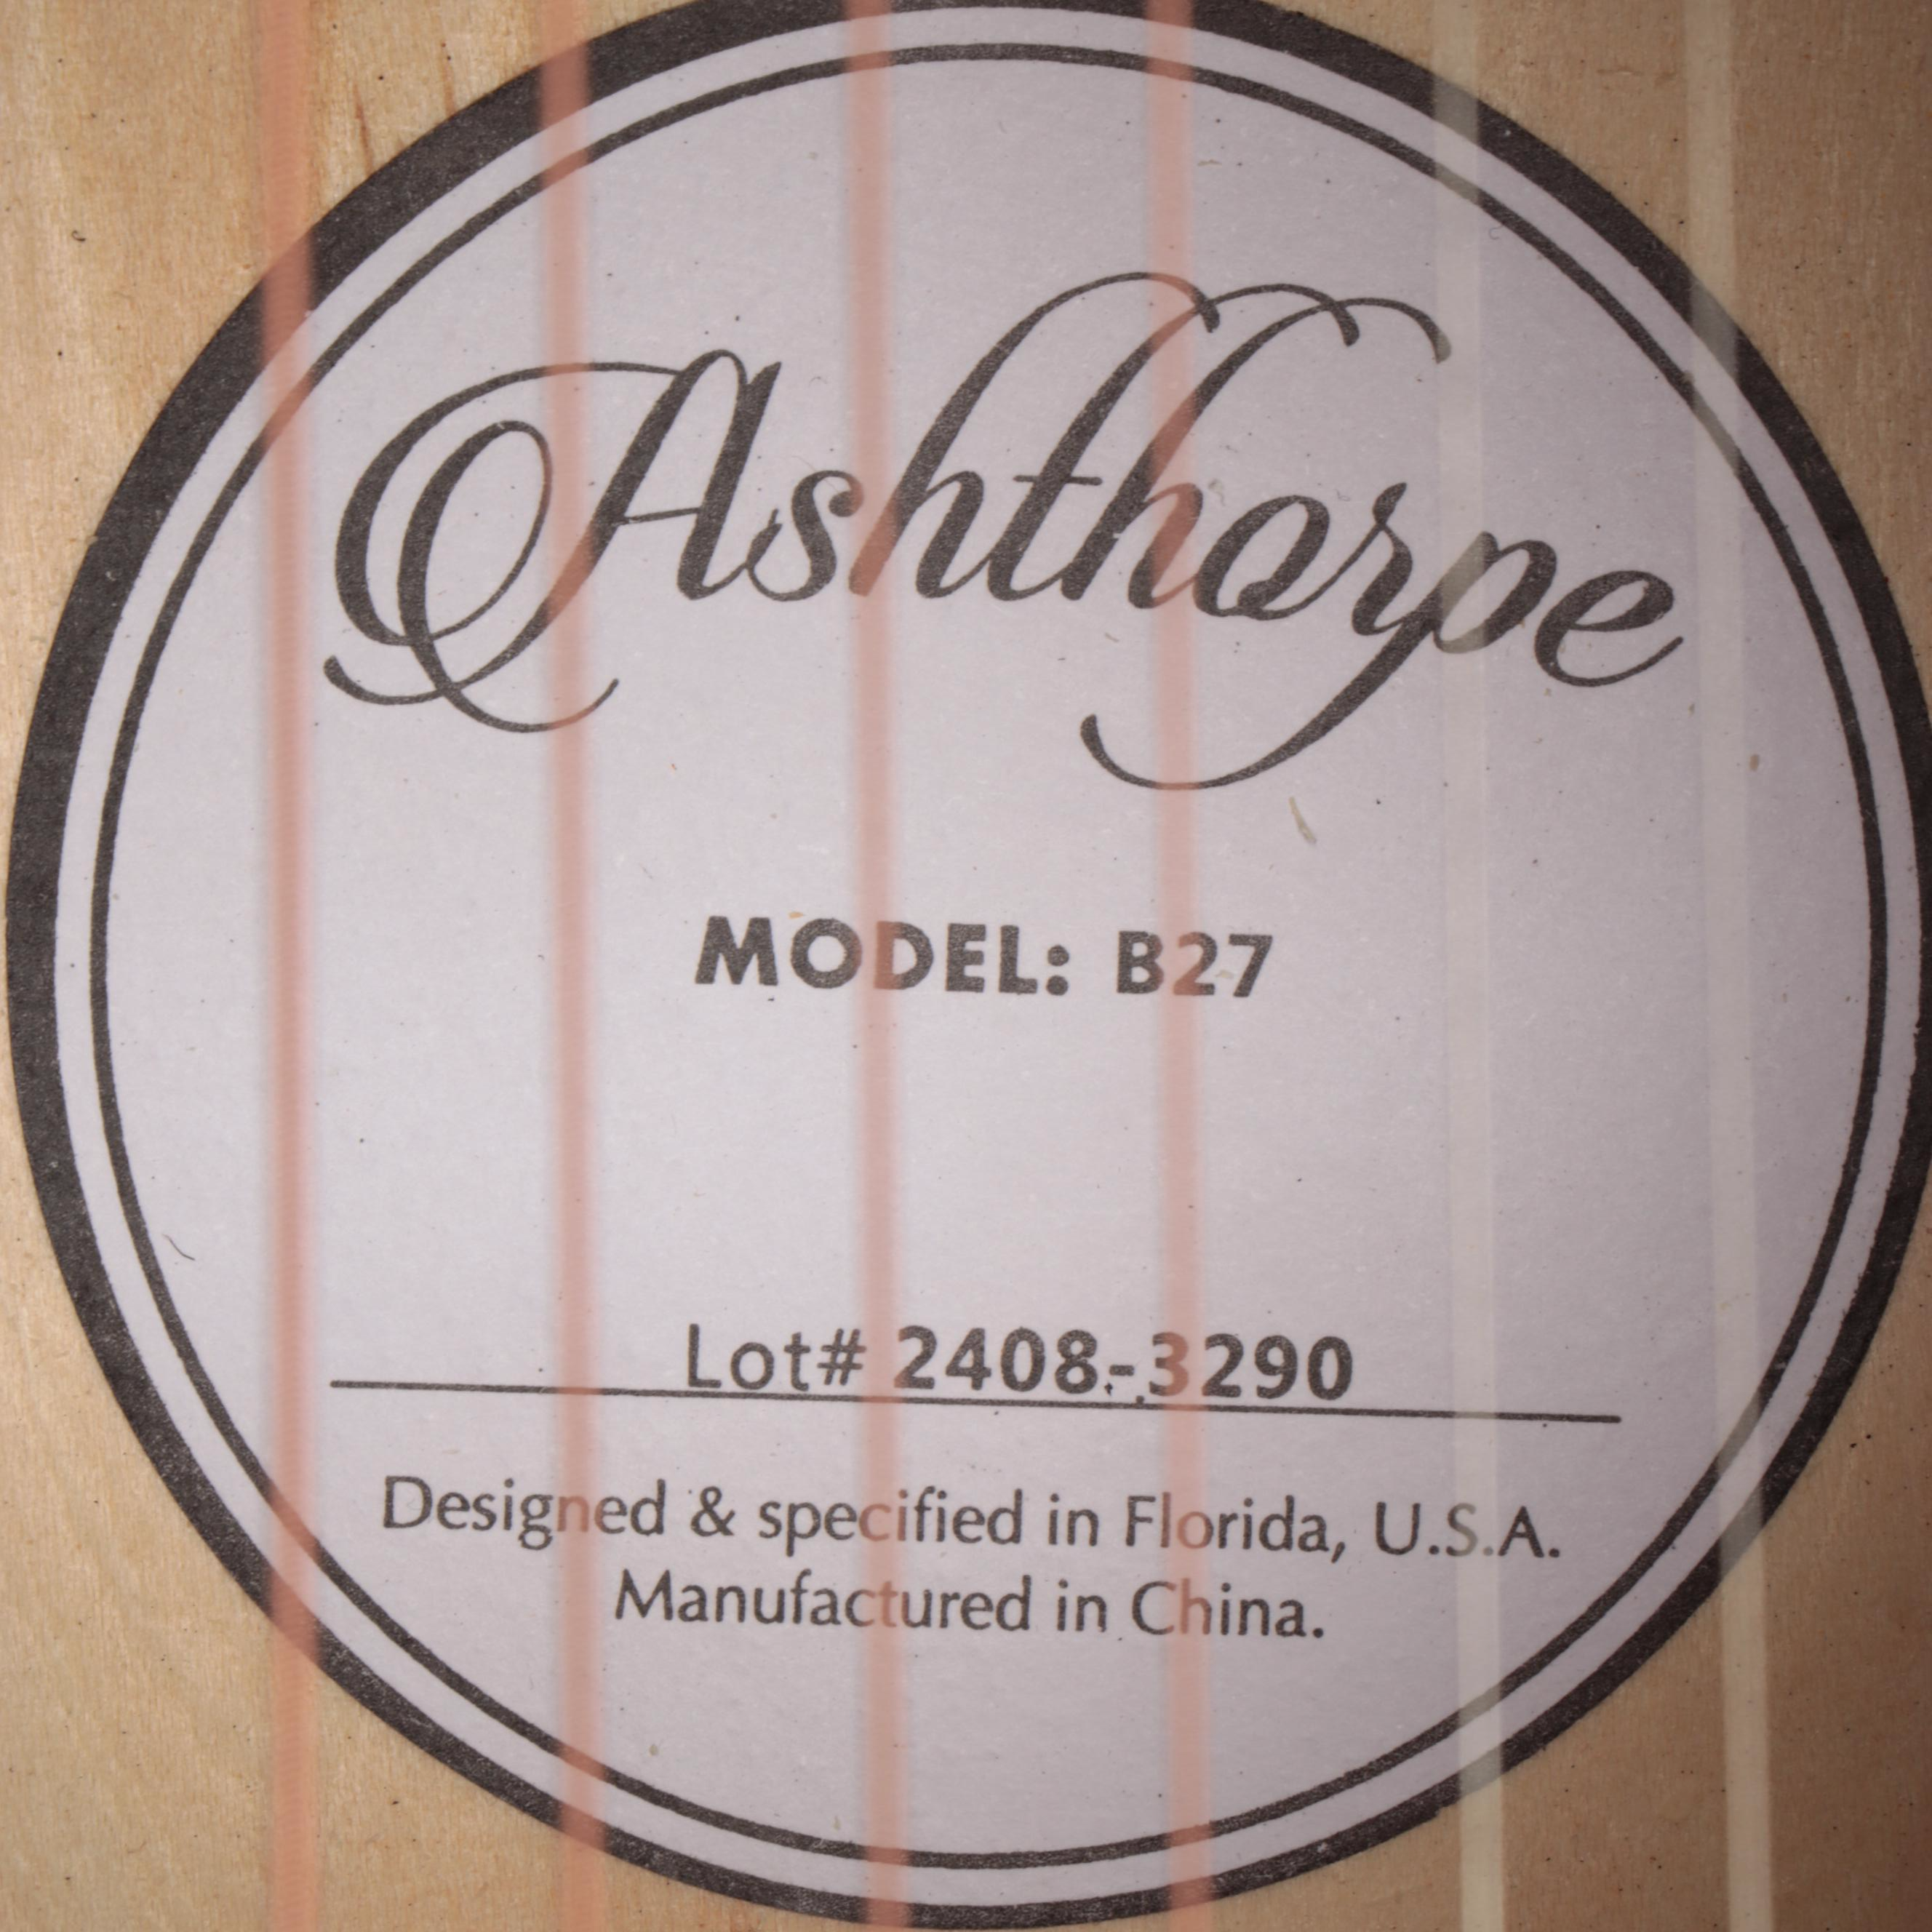 Ashthorpe
MODEL: B27
Lot# 2408-3290
Designed & specified in Florida, U.S.A.
Manufactured in China.